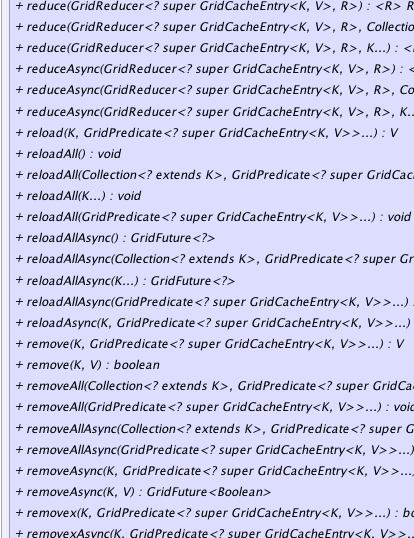 + reduce(GridReducer<? super GridCacheEntry<K, V>, R>) : <R> R
+ reduce(GridReducer<? super GridCacheEntry<K, V>, R>, Collectio
+ reduce(GridReducer<? super GridCacheEntry<K, V>, R>, K...) : <
+ reduceAsync(GridReducer<? super GridCacheEntry<K, V>, R>) : <
+ reduceAsync(GridReducer<? super GridCacheEntry<K, V>, R>, Co
+ reduceAsync(GridReducer<? super GridCacheEntry<K, V>, R>, K..
+ reload(K, GridPredicate<? super GridCacheEntry<K, V>>...) : V
+ reloadAll() : void
+ reloadAll(Collection<? extends K>, GridPredicate<? super GridCac
+ reloadAll(K...) : void
+ reloadAll(GridPredicate<? super GridCacheEntry<K, V>>...) : void
+ reloadAllAsync() : GridFuture<?>
+ reloadAllAsync(Collection<? extends K>, GridPredicate<? super Gr
+ reloadAllAsync(K...) : GridFuture<?>
+ reloadAllAsync(GridPredicate<? super GridCacheEntry<K, V>>...) :
+ reloadAsync(K, GridPredicate<? super GridCacheEntry<K, V>>...)
+ remove(K, GridPredicate<? super GridCacheEntry<K, V>>...) : V
+ remove(K, V) : boolean
+ removeAll(Collection<? extends K>, GridPredicate<? super GridCa
+ removeAll(GridPredicate<? super GridCacheEntry<K, V>>...) : void
+ removeAllAsync(Collection<? extends K>, GridPredicate<? super G
+ removeAllAsync(GridPredicate<? super GridCacheEntry<K, V>>...)
+ removeAsync(K, GridPredicate<? super GridCacheEntry<K, V>>...)
+ removeAsync(K, V) : GridFuture<Boolean>
+ removex(K, GridPredicate<? super GridCacheEntry<K, V>>...) : bo
+ removexAsync(K, GridPredicate<? super GridCacheEntry<K, V>>..